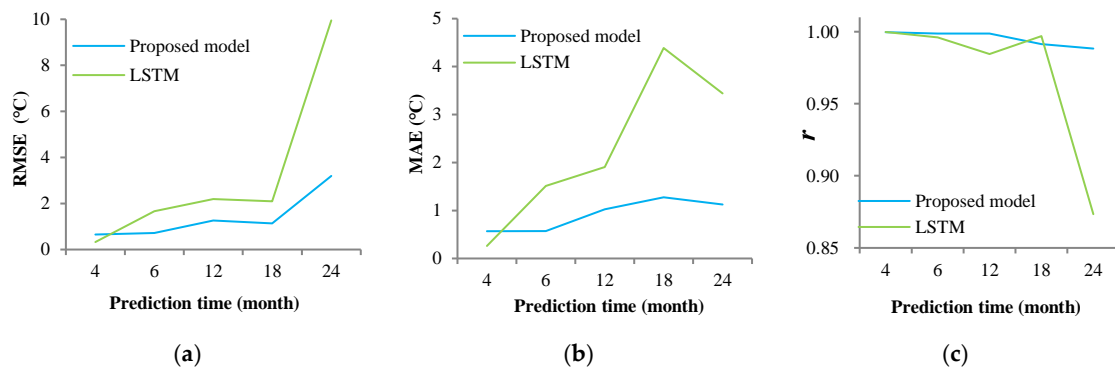 10
8
6
4
2
0
RMSE (°C)
Proposed model
LSTM
4 6 12 18 24
Prediction time (month)
(a)
5
4
3
2
1
0
MAE (°C)
Proposed model
LSTM
4 6 12 18 24
Prediction time (month)
(b)
1.00
0.95
0.90
0.85
r
Proposed model
LSTM
4 6 12 18 24
Prediction time (month)
(c)